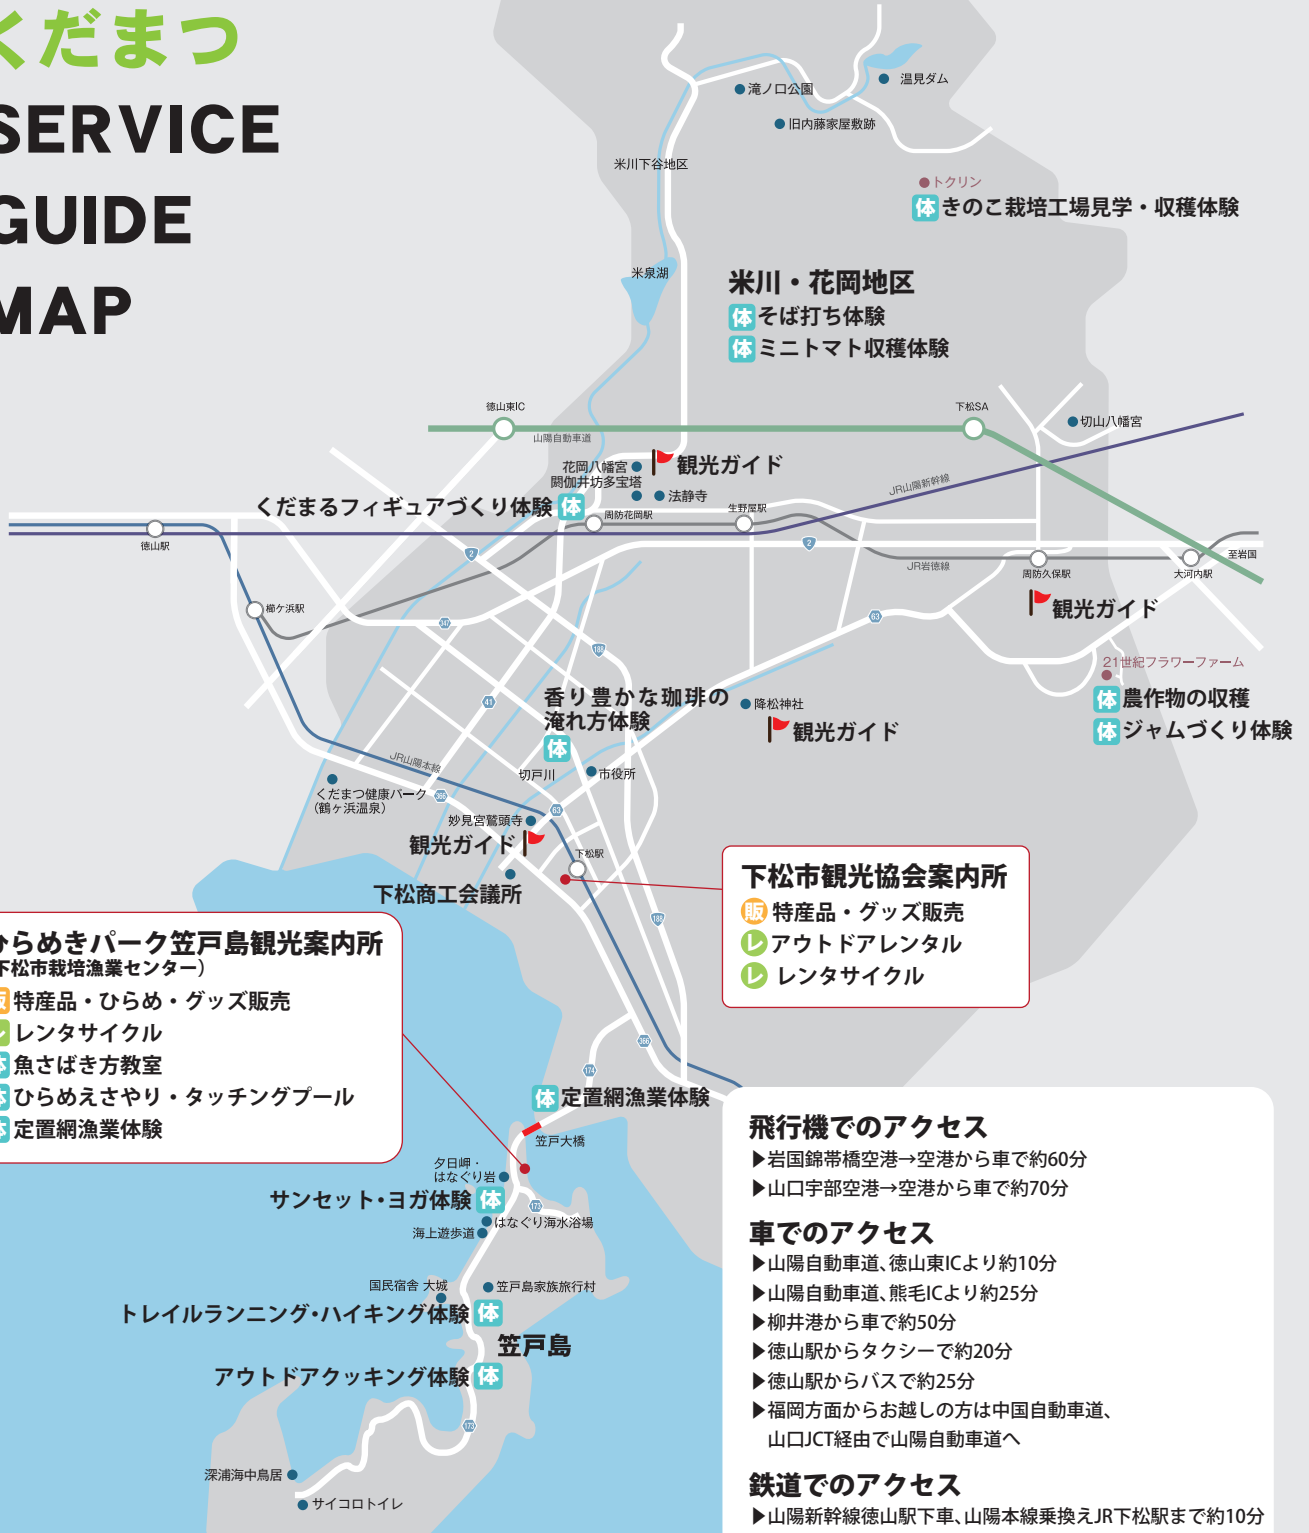 くだまつ
SERVICE
GUIDE
MAP
滝ノ口公園
温見ダム
旧内藤家屋敷跡
米川下谷地区
トクリン
体 きのこ栽培工場見学・収穫体験
米泉湖
米川・花岡地区
体 そば打ち体験
体 ミニトマト収穫体験
徳山東IC
下松SA
切山八幡宮
山陽自動車道
花岡八幡宮
閼伽井坊多宝塔
観光ガイド
法静寺
JR山陽新幹線
くだまるフィギュアづくり体験 体
周防花岡駅
生野屋駅
徳山駅
2
2
JR岩徳線
周防久保駅
大河内駅
至岩国
櫛ケ浜駅
347
63
観光ガイド
188
21世紀フラワーファーム
体 農作物の収穫
体 ジャムづくり体験
41
香り豊かな珈琲の
淹れ方体験
体
降松神社
観光ガイド
JR山陽本線
切戸川
市役所
くだまつ健康パーク
(鶴ヶ浜温泉)
366
63
妙見宮鷲頭寺
観光ガイド
下松駅
下松商工会議所
下松市観光協会案内所
販 特産品・グッズ販売
レ アウトドアレンタル
レ レンタサイクル
188
ひらめきパーク笠戸島観光案内所
下松市栽培漁業センター)
販 特産品・ひらめ・グッズ販売
レ レンタサイクル
体 魚さばき方教室
体 ひらめえさやり・タッチングプール
体 定置網漁業体験
366
174
体 定置網漁業体験
笠戸大橋
夕日岬・
はなぐり岩
サンセット・ヨガ体験 体
173
はなぐり海水浴場
海上遊歩道
国民宿舎 大城
笠戸島家族旅行村
トレイルランニング・ハイキング体験 体
笠戸島
アウトドアクッキング体験 体
173
深浦海中鳥居
サイコロトイレ
飛行機でのアクセス
▶岩国錦帯橋空港→空港から車で約60分
▶山口宇部空港→空港から車で約70分
車でのアクセス
▶山陽自動車道、徳山東ICより約10分
▶山陽自動車道、熊毛ICより約25分
▶柳井港から車で約50分
▶徳山駅からタクシーで約20分
▶徳山駅からバスで約25分
▶福岡方面からお越しの方は中国自動車道、
山口JCT経由で山陽自動車道へ
鉄道でのアクセス
▶山陽新幹線徳山駅下車、山陽本線乗換えJR下松駅まで約10分